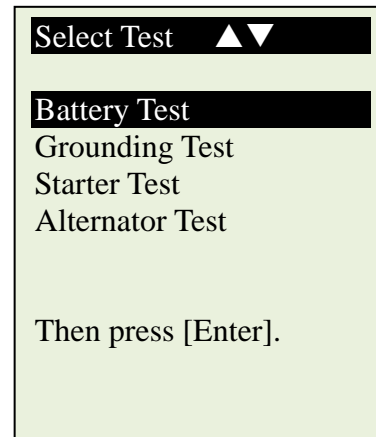 Select Test ▲▼
Battery Test
Grounding Test
Starter Test
Alternator Test
Then press [Enter].